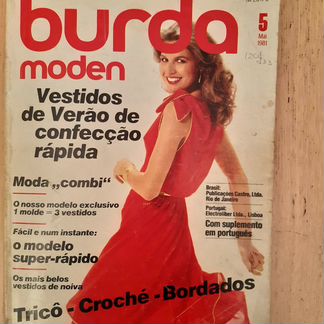 burda
moden
5
Mai
1981
Vestidos
de Verão de
confecção
rápida
Moda „combi“
O nosso modelo exclusivo
1 molde = 3 vestidos
Fácil e num instante:
o modelo
super-rápido
Os mais belos
vestidos de noiva
Brasil:
Publicações Castro, Ltda.
Rio de Janeiro
Portugal:
Electroliber Ltda., Lisboa
Com suplemento
em português
Tricô - Croché - Bordados